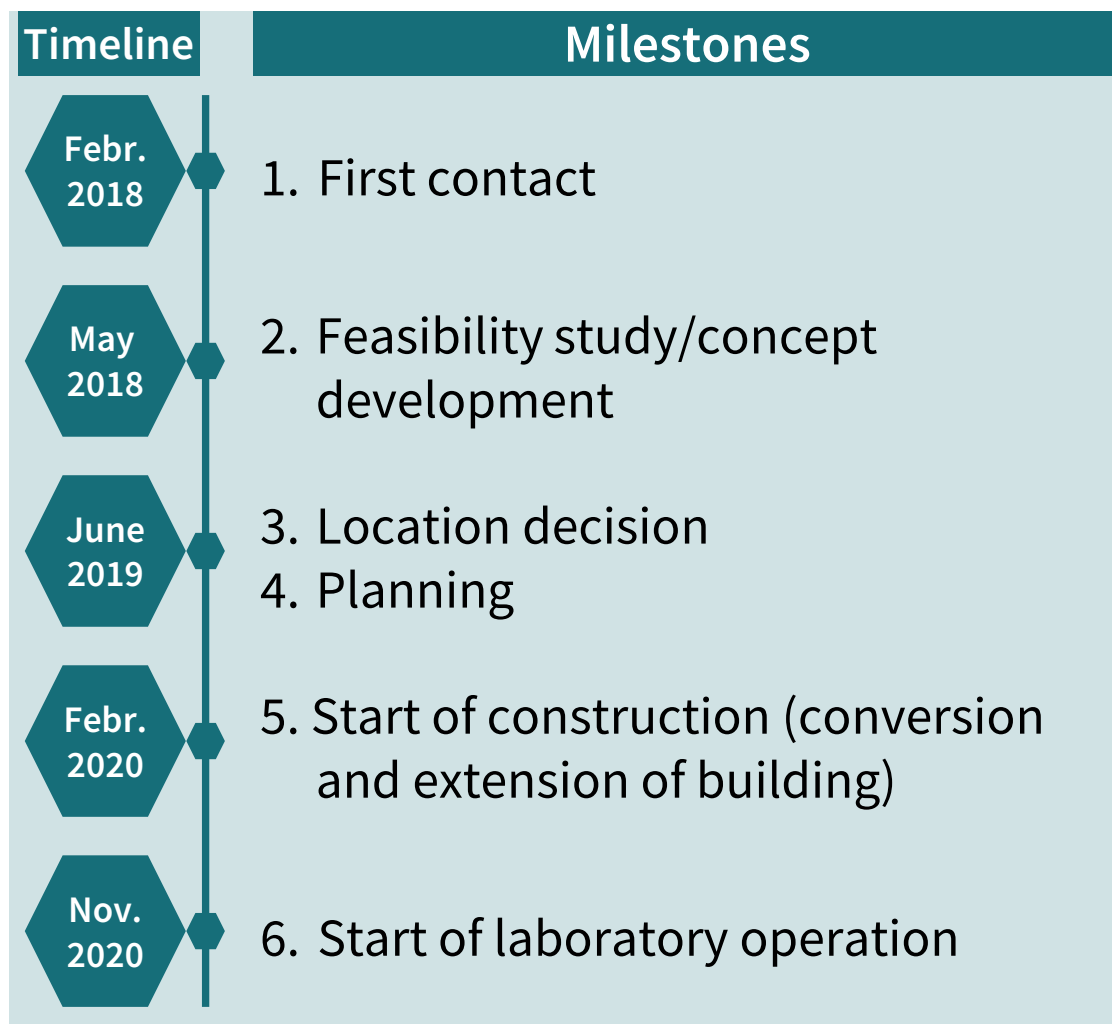 Timeline
Milestones
Febr.
2018
1. First contact
May
2018
2. Feasibility study/concept
development
June
2019
3. Location decision
4. Planning
Febr.
2020
5. Start of construction (conversion
and extension of building)
Nov.
2020
6. Start of laboratory operation